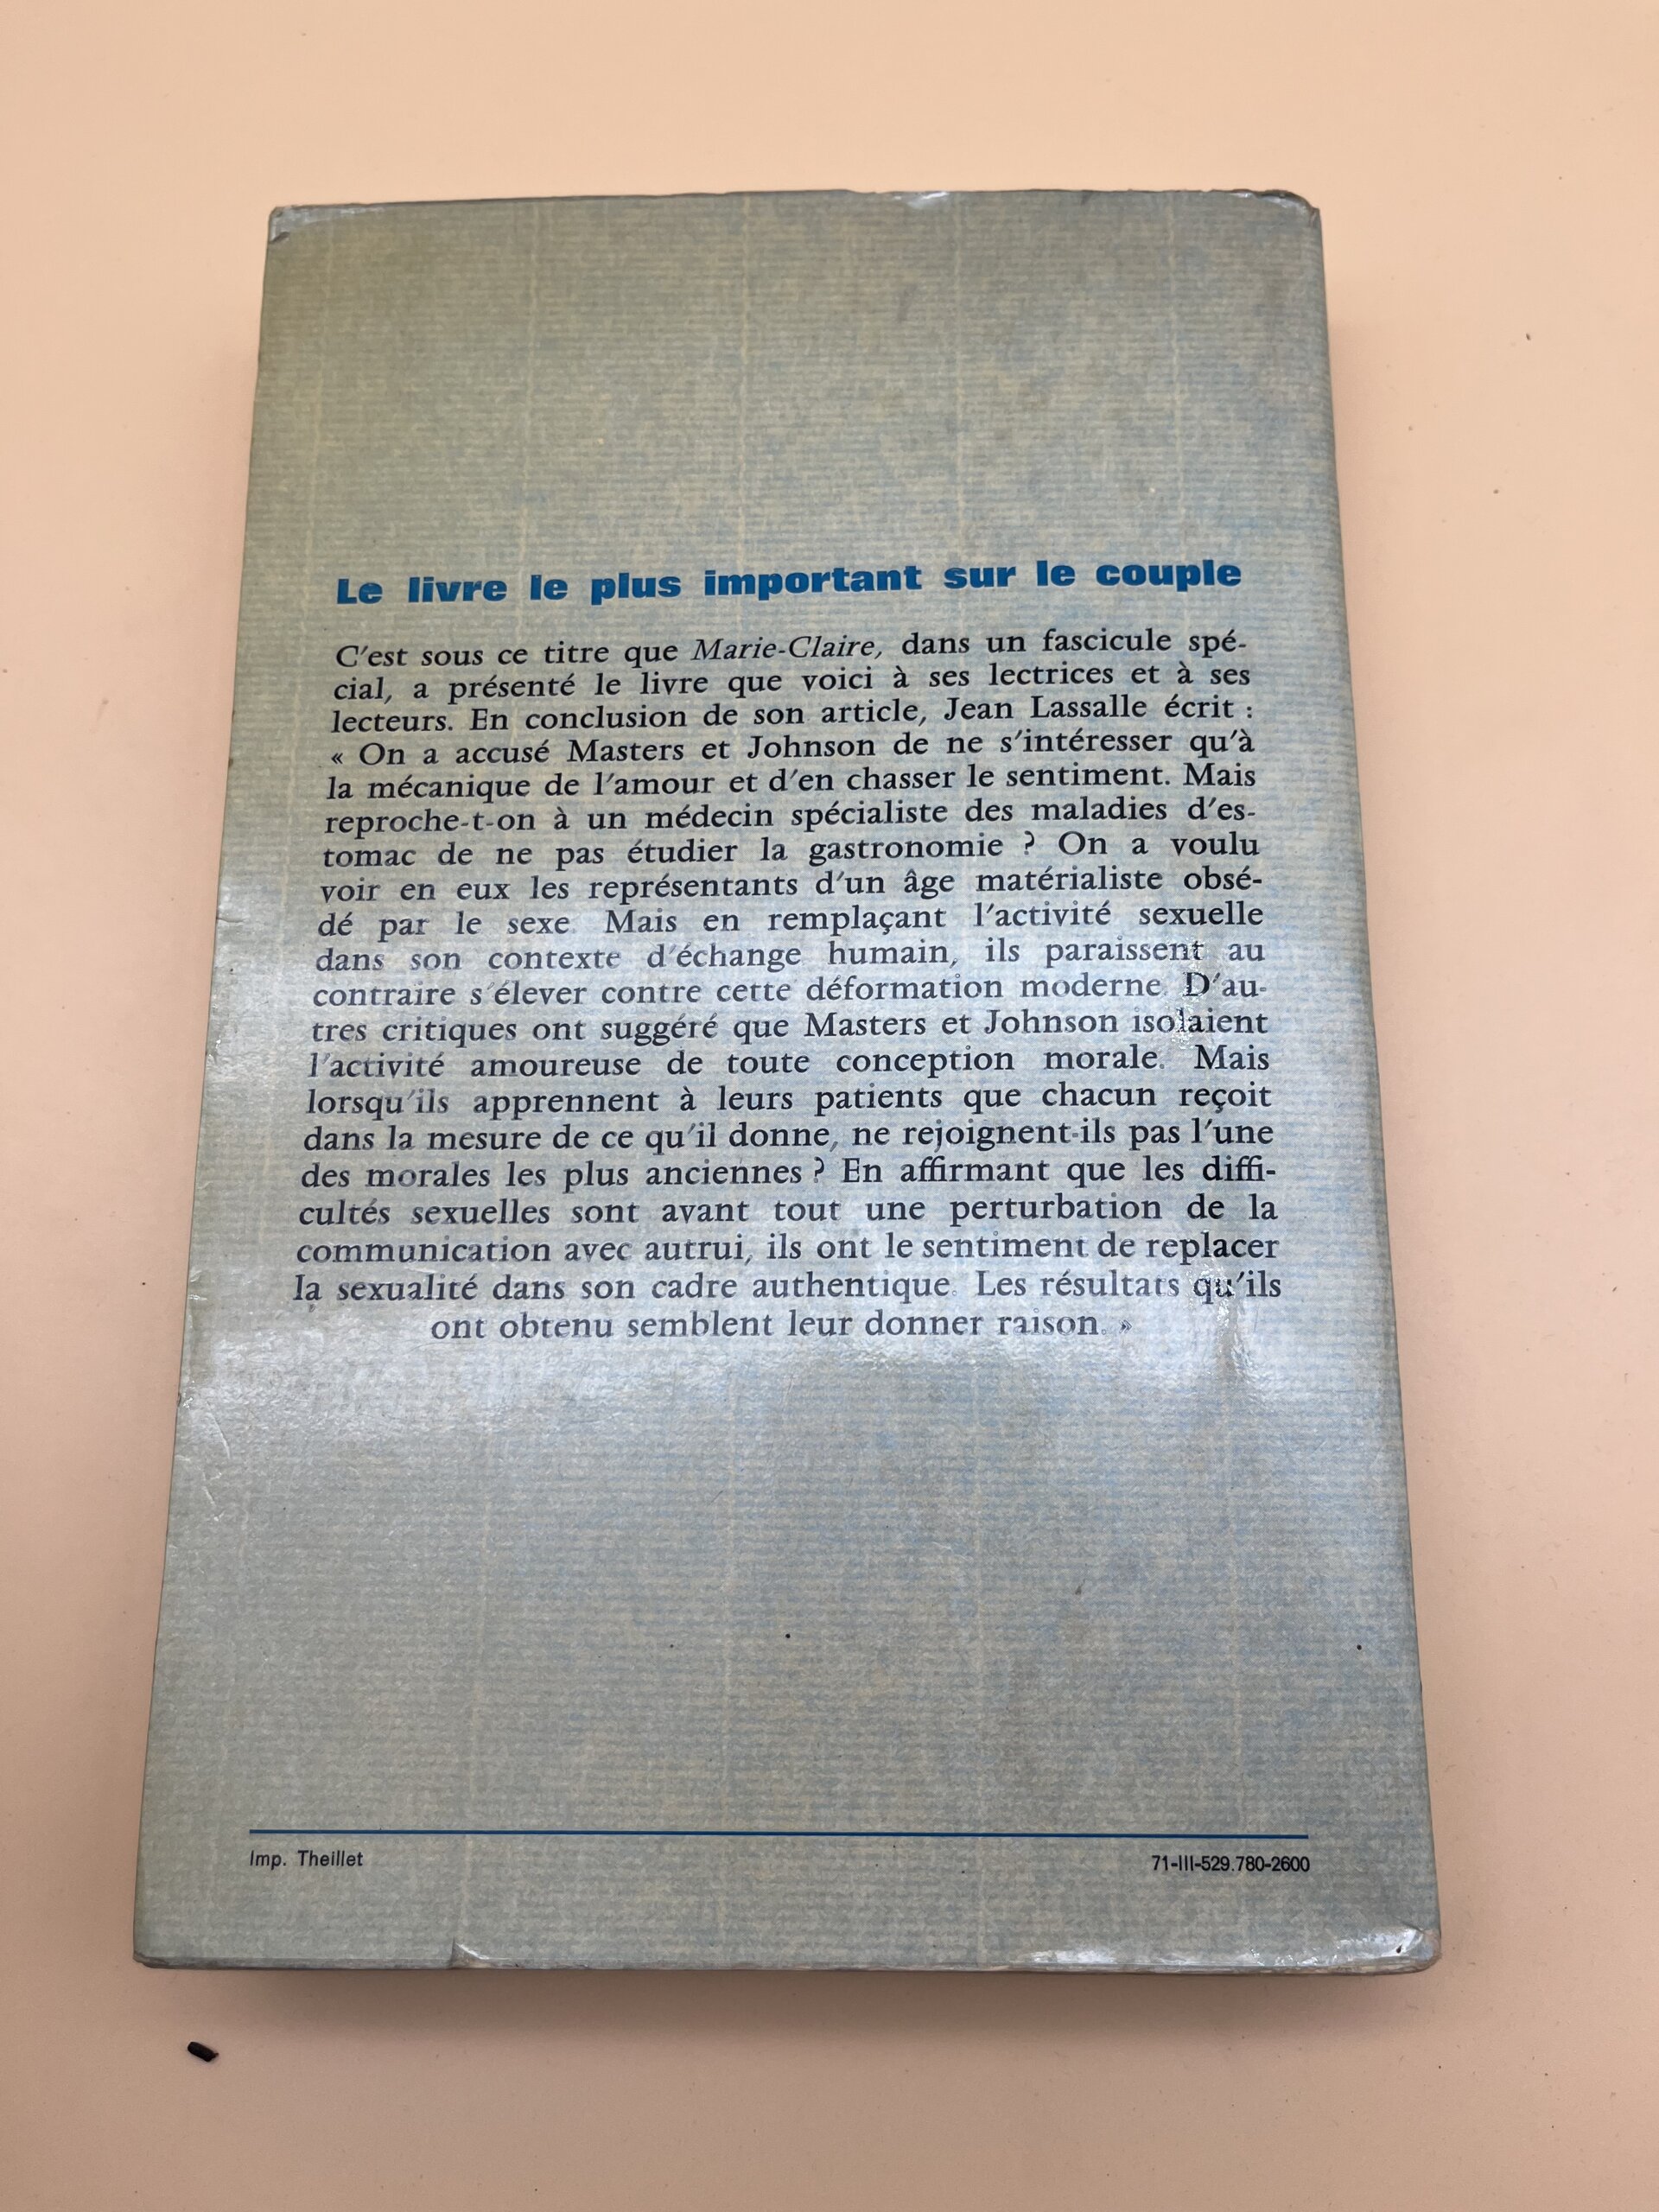 Le livre le plus important sur le couple
C'est sous ce titre que Marie-Claire, dans un fascicule spé-
cial, a présenté le livre que voici à ses lectrices et à ses
lecteurs. En conclusion de son article, Jean Lassalle écrit :
« On a accusé Masters et Johnson de ne s'intéresser qu'à
la mécanique de l'amour et d'en chasser le sentiment. Mais
reproche-t-on à un médecin spécialiste des maladies d'es-
tomac de ne pas étudier la gastronomie ? On a voulu
voir en eux les représentants d'un âge matérialiste obsé-
dé par le sexe. Mais en remplaçant l'activité sexuelle
dans son contexte d'échange humain, ils paraissent au
contraire s'élever contre cette déformation moderne. D'au-
tres critiques ont suggéré que Masters et Johnson isolaient
l'activité amoureuse de toute conception morale. Mais
lorsqu'ils apprennent à leurs patients que chacun reçoit
dans la mesure de ce qu'il donne, ne rejoignent-ils pas l'une
des morales les plus anciennes ? En affirmant que les diffi-
cultés sexuelles sont avant tout une perturbation de la
communication avec autrui, ils ont le sentiment de replacer
la sexualité dans son cadre authentique. Les résultats qu'ils
ont obtenu semblent leur donner raison. »
Imp. Theillet
71-III-529.780-2600